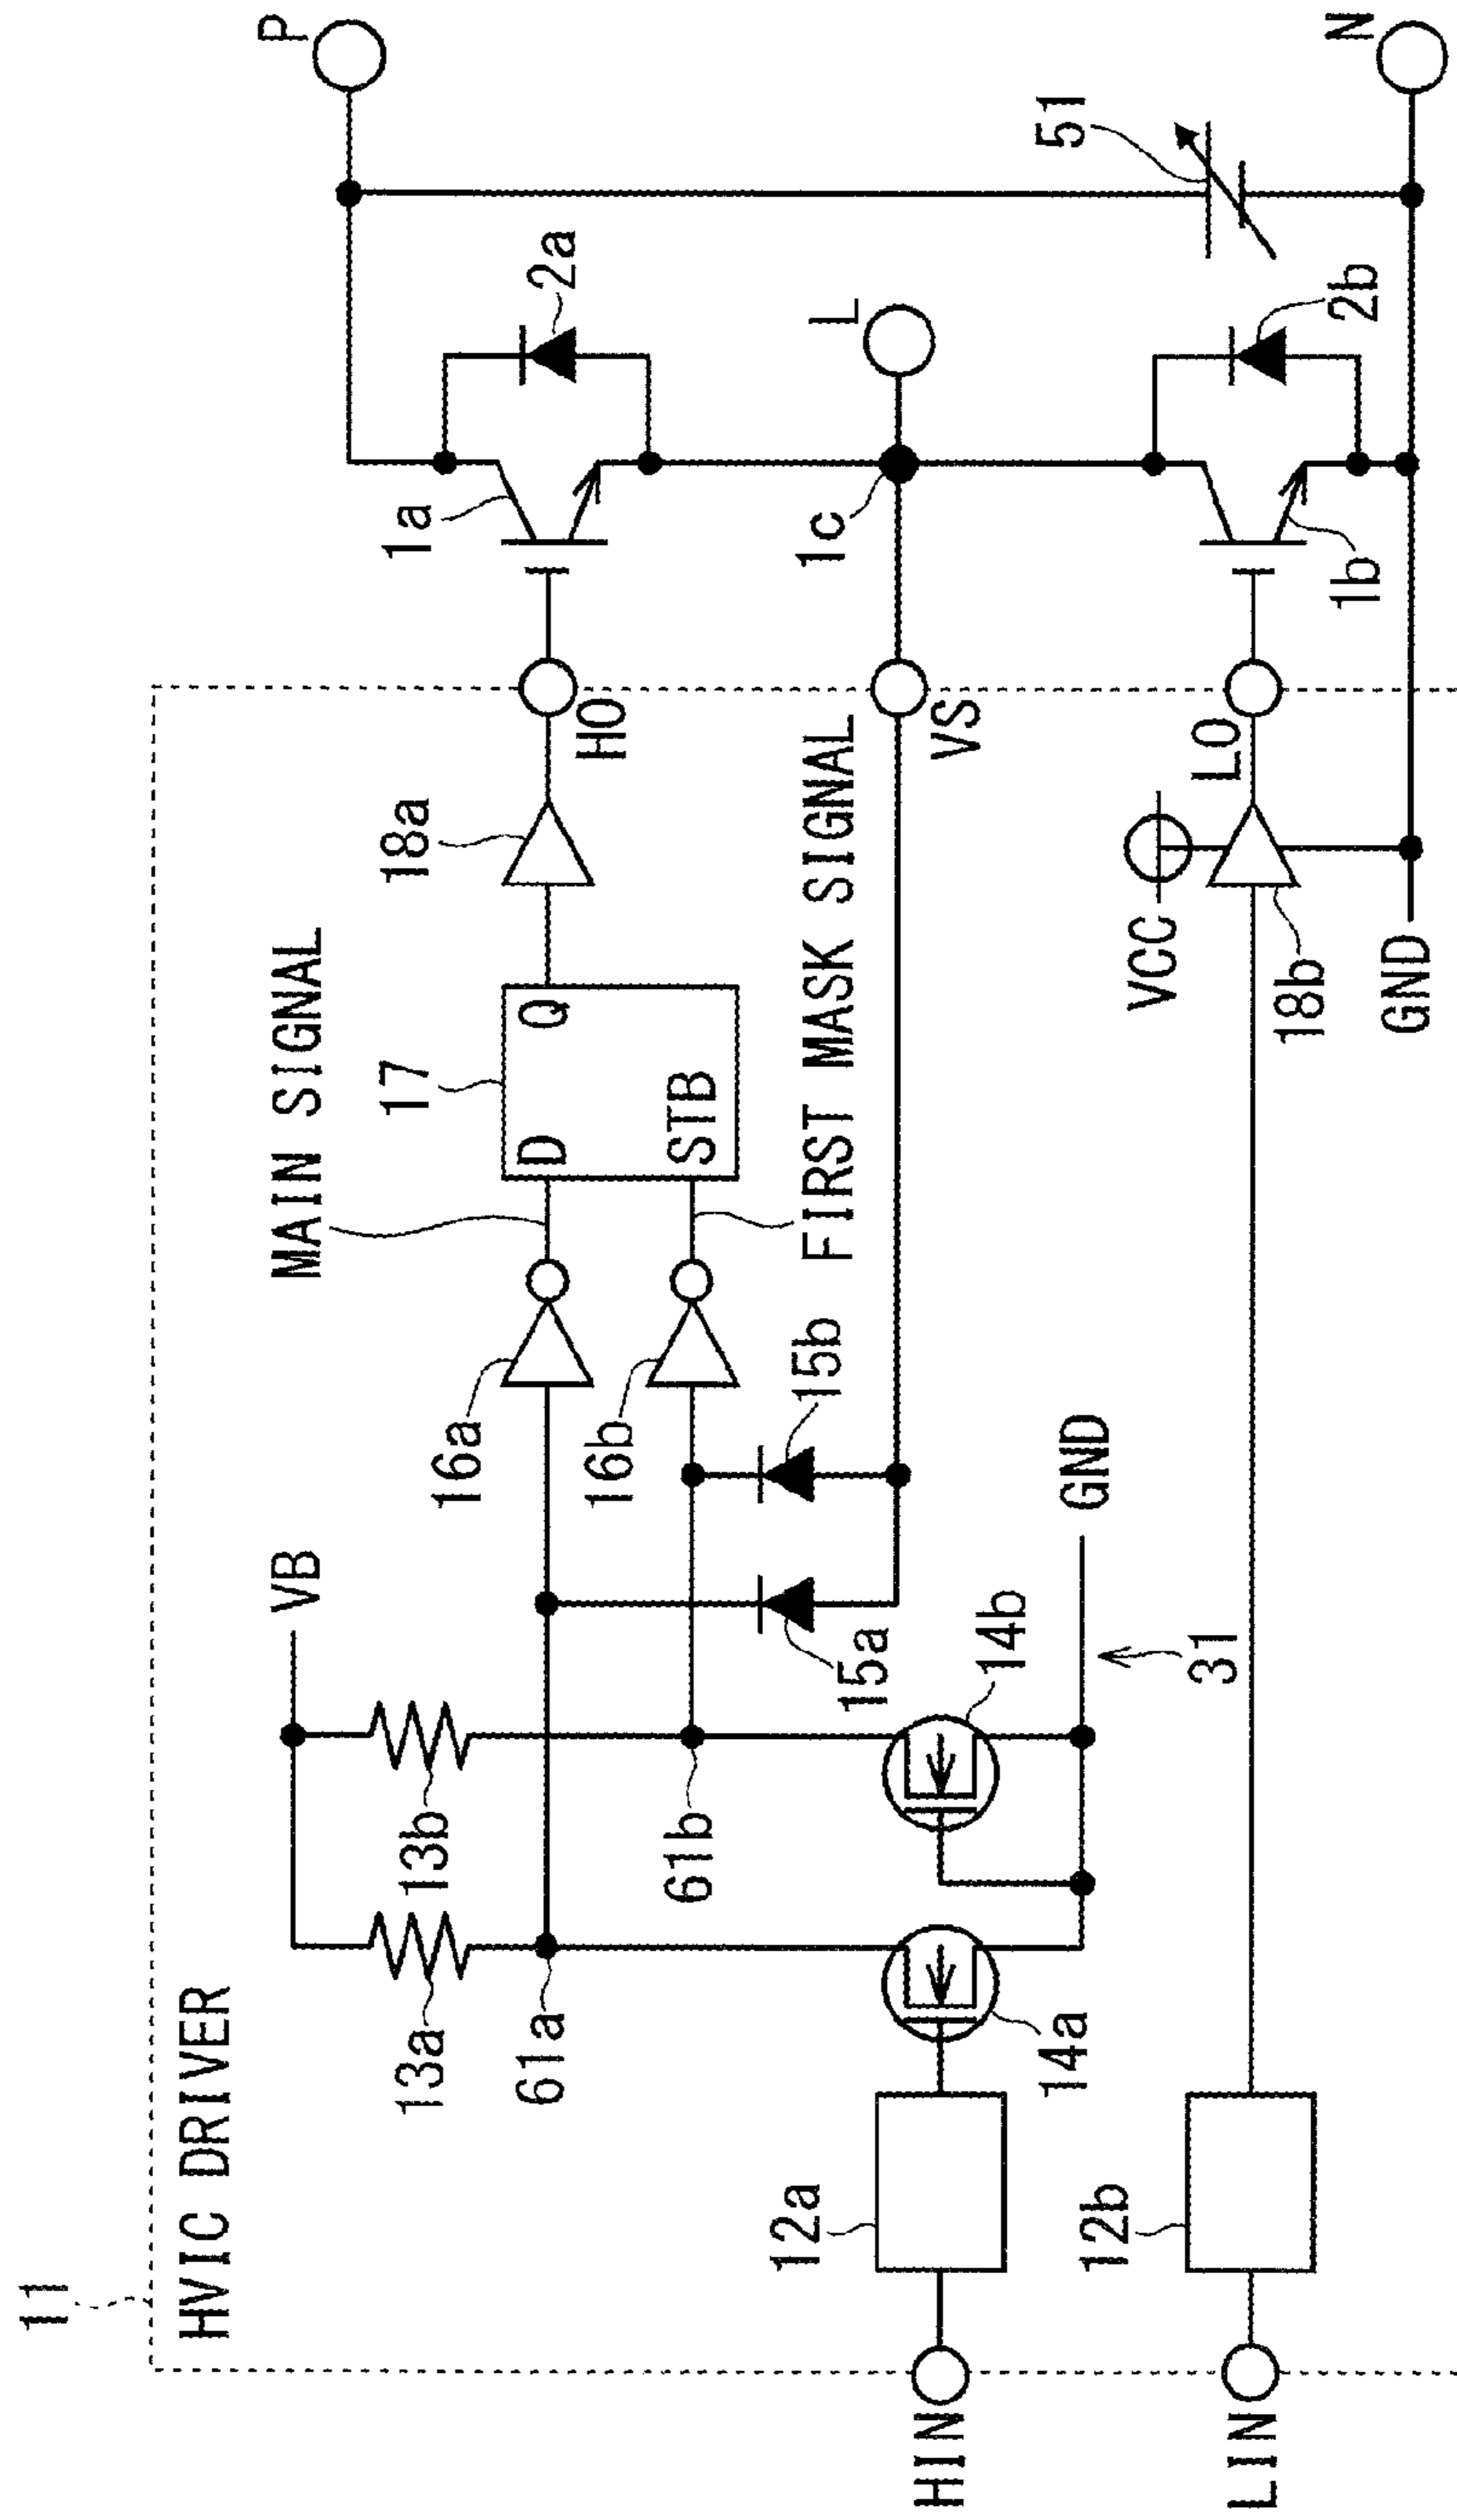 11
HVIC DRIVER
VB
MAIN SIGNAL
P
13a
13b
16a
17
18a
1a
2a
61a
D
Q
HO
61b
16b
STB
15b
FIRST MASK SIGNAL
1c
L
12a
15a
VS
HIN
14a
14b
GND
51
31
12b
VCC
LO
LIN
18b
1b
2b
GND
N